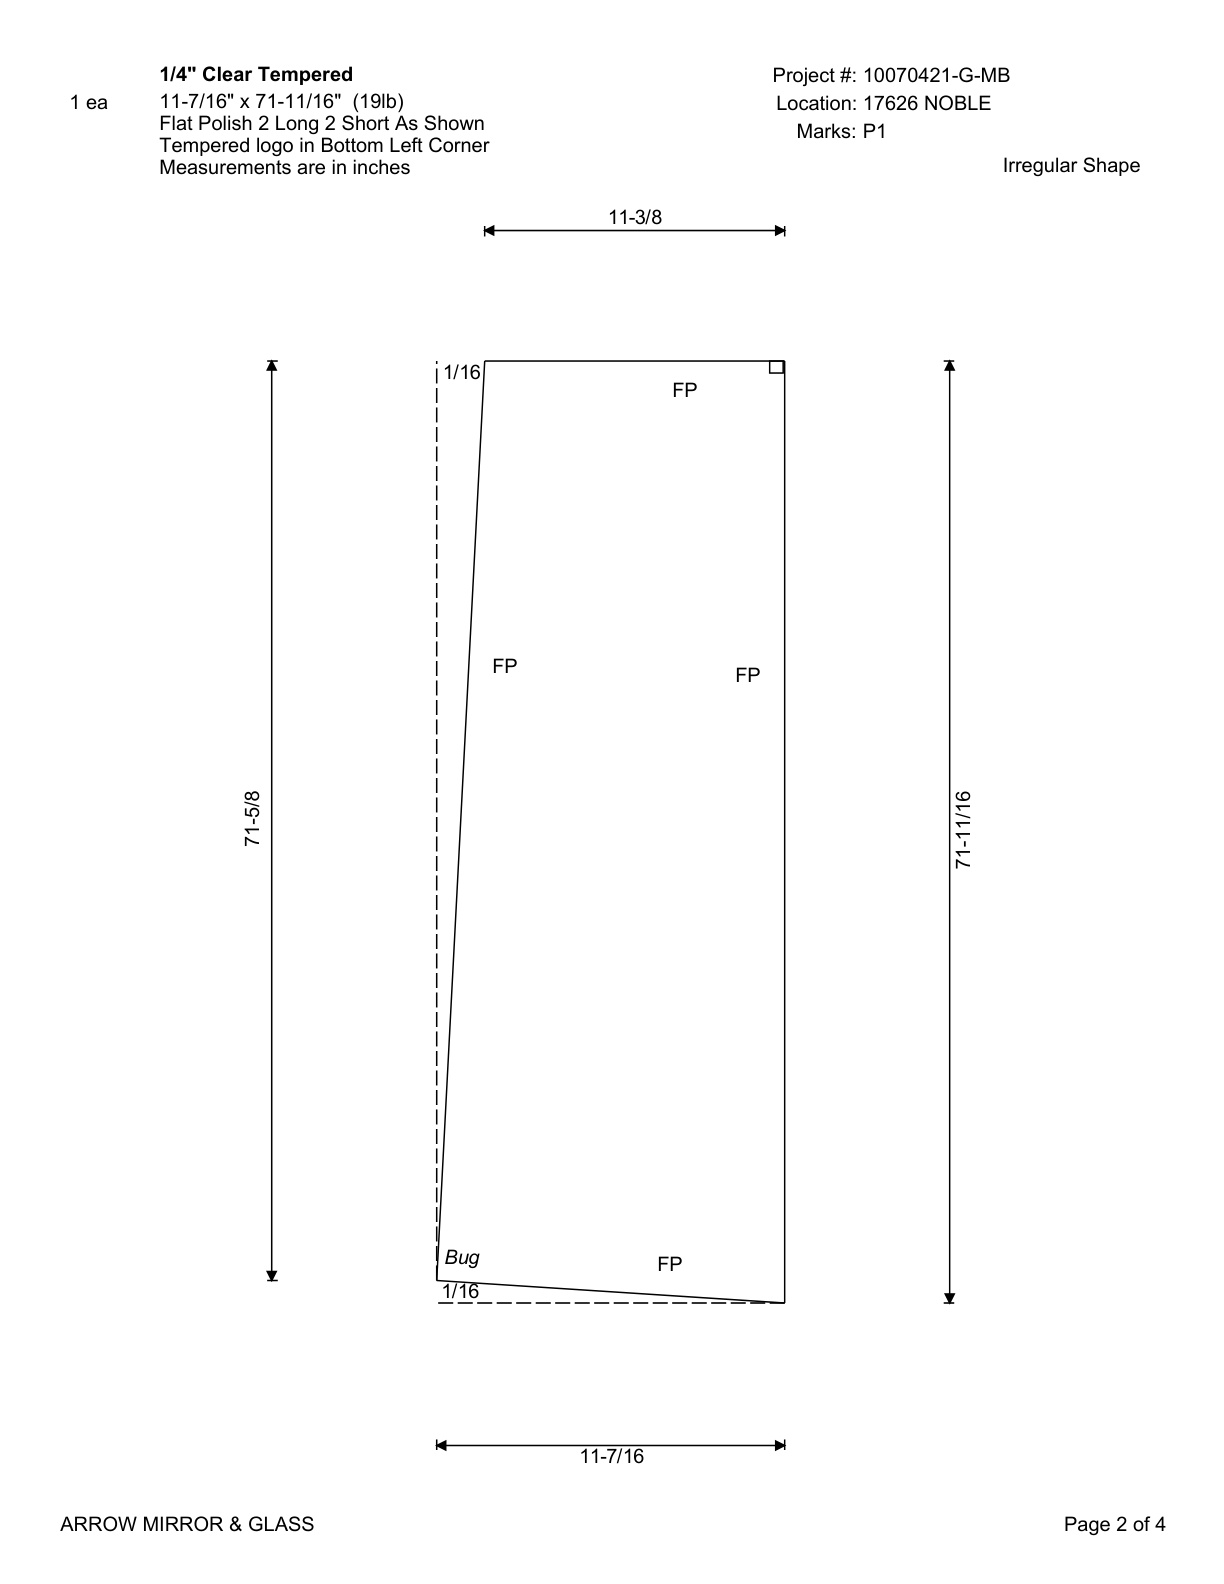 1/4" Clear Tempered
1 ea
11-7/16" x 71-11/16"  (19lb)
Flat Polish 2 Long 2 Short As Shown
Tempered logo in Bottom Left Corner
Measurements are in inches
Project #: 10070421-G-MB
Location: 17626 NOBLE
Marks: P1
Irregular Shape
11-3/8
1/16
FP
FP
FP
71-5/8
71-11/16
Bug
FP
1/16
11-7/16
ARROW MIRROR & GLASS
Page 2 of 4